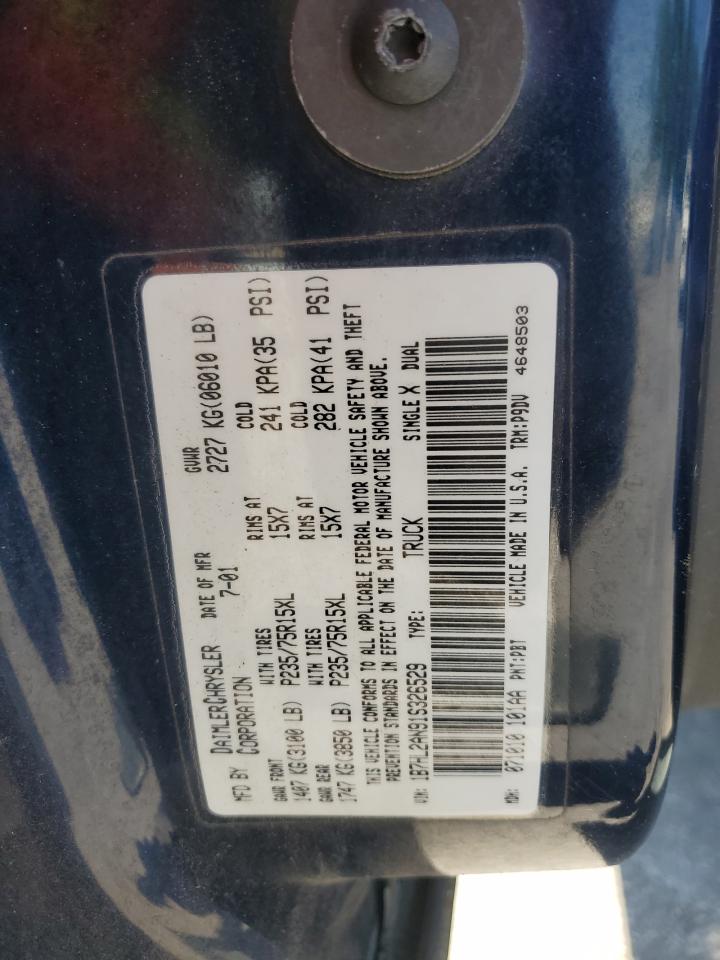 MFD BY DAIMLERCHRYSLER CORPORATION DATE OF MFR 7-01 GVWR 2727 KG(06010 LB)
GAWR FRONT WITH TIRES RIMS AT COLD
1407 KG(3100 LB) P235/75R15XL 15X7 241 KPA(35 PSI)
GAWR REAR WITH TIRES RIMS AT COLD
1747 KG(3850 LB) P235/75R15XL 15X7 282 KPA(41 PSI)
THIS VEHICLE CONFORMS TO ALL APPLICABLE FEDERAL MOTOR VEHICLE SAFETY AND THEFT
PREVENTION STANDARDS IN EFFECT ON THE DATE OF MANUFACTURE SHOWN ABOVE.
VIN: 1B7HL2AN91S326529 TYPE: TRUCK SINGLE X DUAL
MDH: 071010 101AA PNT:PBT VEHICLE MADE IN U.S.A. TRM:P9DV 4648503